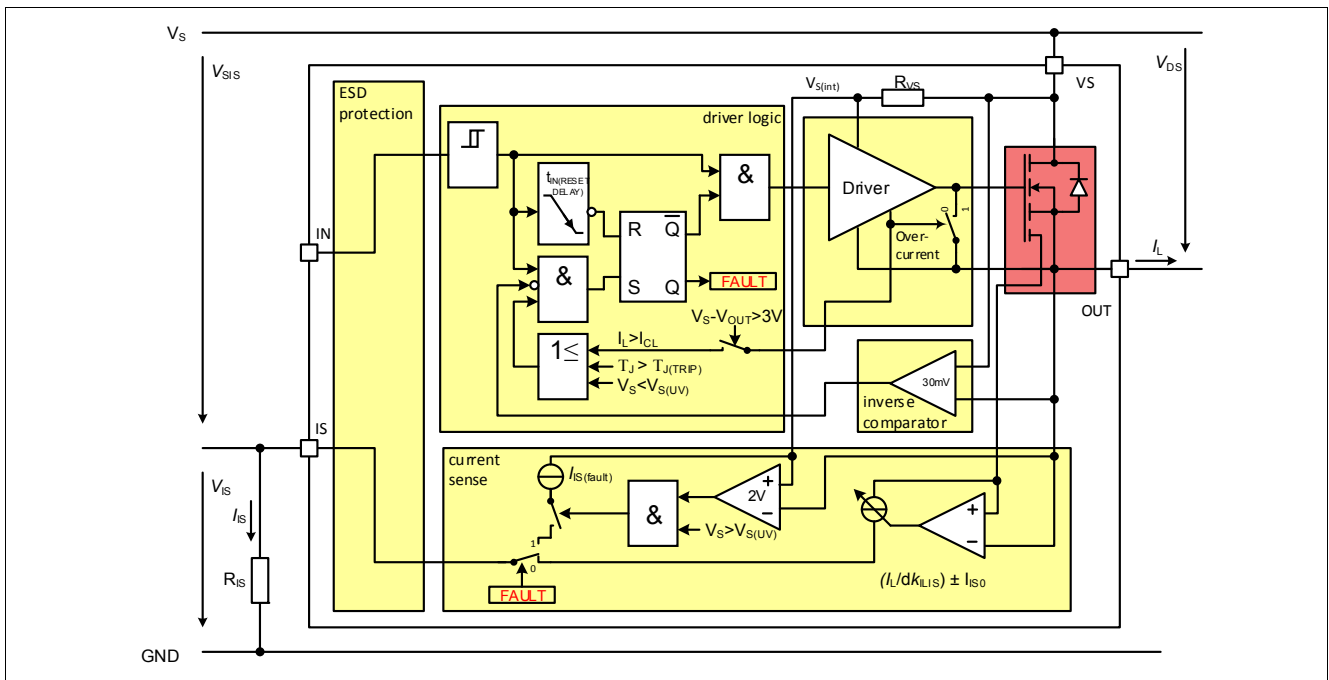 VS
VSIS
VDS
ESD
protection
VS(int)
RVS
VS
driver logic
tIN(RESET
DELAY)
&
Driver
IN
R
Q
0
1
Over-
current
IL
&
S
Q
FAULT
OUT
VS-VOUT>3V
1≤
IL>ICL
TJ > TJ(TRIP)
VS<VS(UV)
30mV
inverse
comparator
IS
current
sense
VIS
IIS(fault)
+
2V
−
IIS
&
+
−
VS>VS(UV)
1
0
RIS
FAULT
(IL/dkILIS) ± IIS0
GND